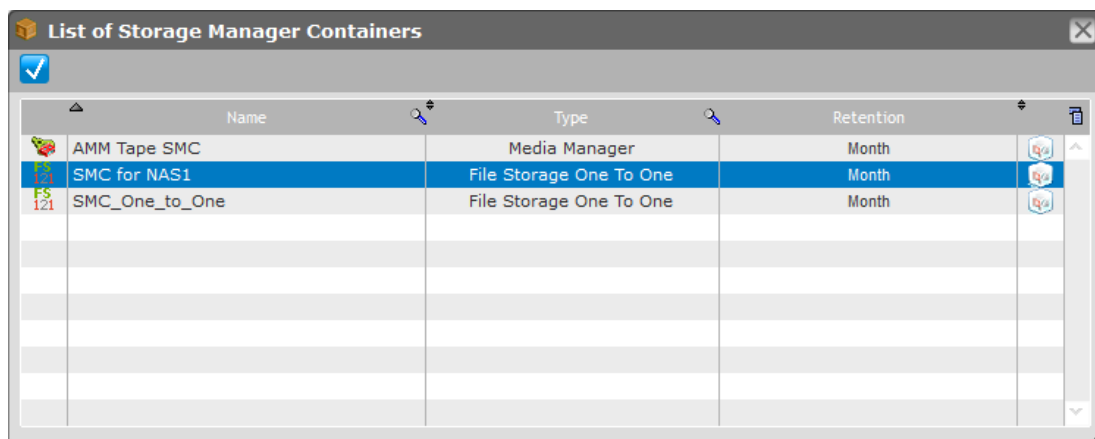 List of Storage Manager Containers
Name Type Retention
AMM Tape SMC Media Manager Month
FS 121 SMC for NAS1 File Storage One To One Month
FS 121 SMC_One_to_One File Storage One To One Month